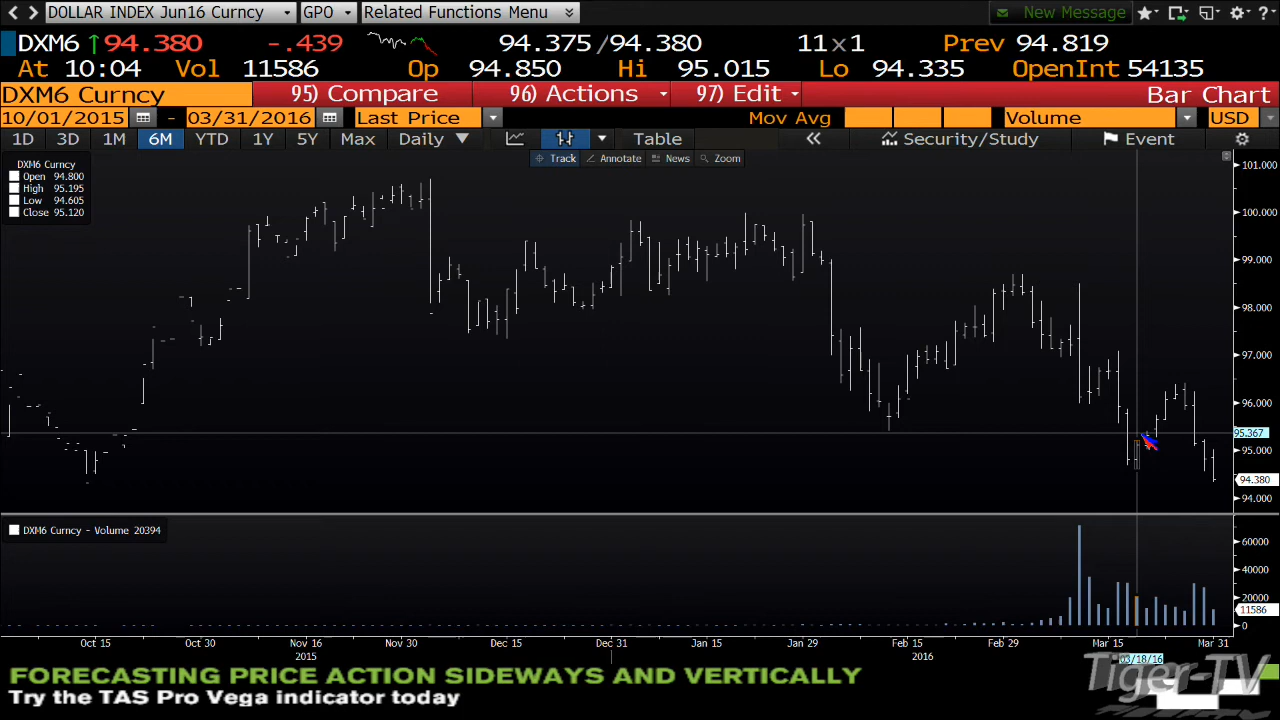 DOLLAR INDEX Jun16 Curncy GPO Related Functions Menu New Message
DXM6 ↑94.380 -.439 94.375/94.380 11x1 Prev 94.819
At 10:04 Vol 11586 Op 94.850 Hi 95.015 Lo 94.335 OpenInt 54135
DXM6 Curncy 95) Compare 96) Actions 97) Edit Bar Chart
10/01/2015 - 03/31/2016 Last Price Mov Avg Volume USD
1D 3D 1M 6M YTD 1Y 5Y Max Daily Table Security/Study Event
Track Annotate News Zoom
DXM6 Curncy
Open 94.800
High 95.195
Low 94.605
Close 95.120
101.000
100.000
99.000
98.000
97.000
96.000
95.367
95.000
94.380
94.000
DXM6 Curncy - Volume 20394
60000
40000
20000
11586
0
Oct 15 Oct 30 Nov 16 Nov 30 Dec 15 Dec 31 Jan 15 Jan 29 Feb 15 Feb 29 Mar 15 Mar 31
2015 2016 03/18/16
FORECASTING PRICE ACTION SIDEWAYS AND VERTICALLY
Try the TAS Pro Vega indicator today
Tiger-TV